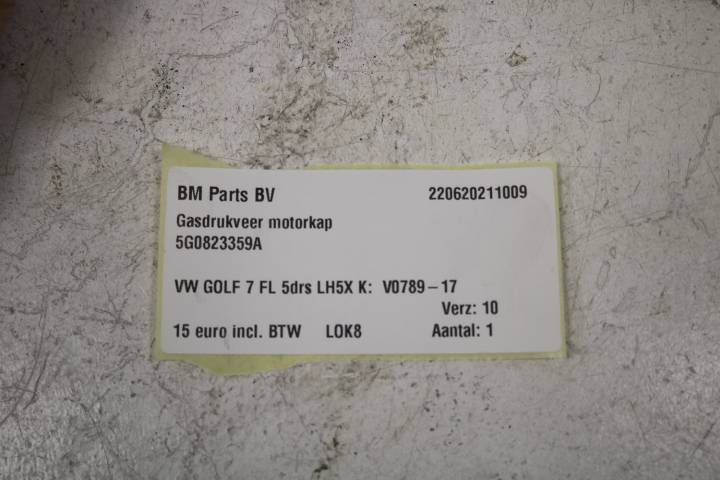 BM Parts BV 220620211009
Gasdrukveer motorkap
5G0823359A
VW GOLF 7 FL 5drs LH5X K: V0789-17
Verz: 10
15 euro incl. BTW LOK8 Aantal: 1